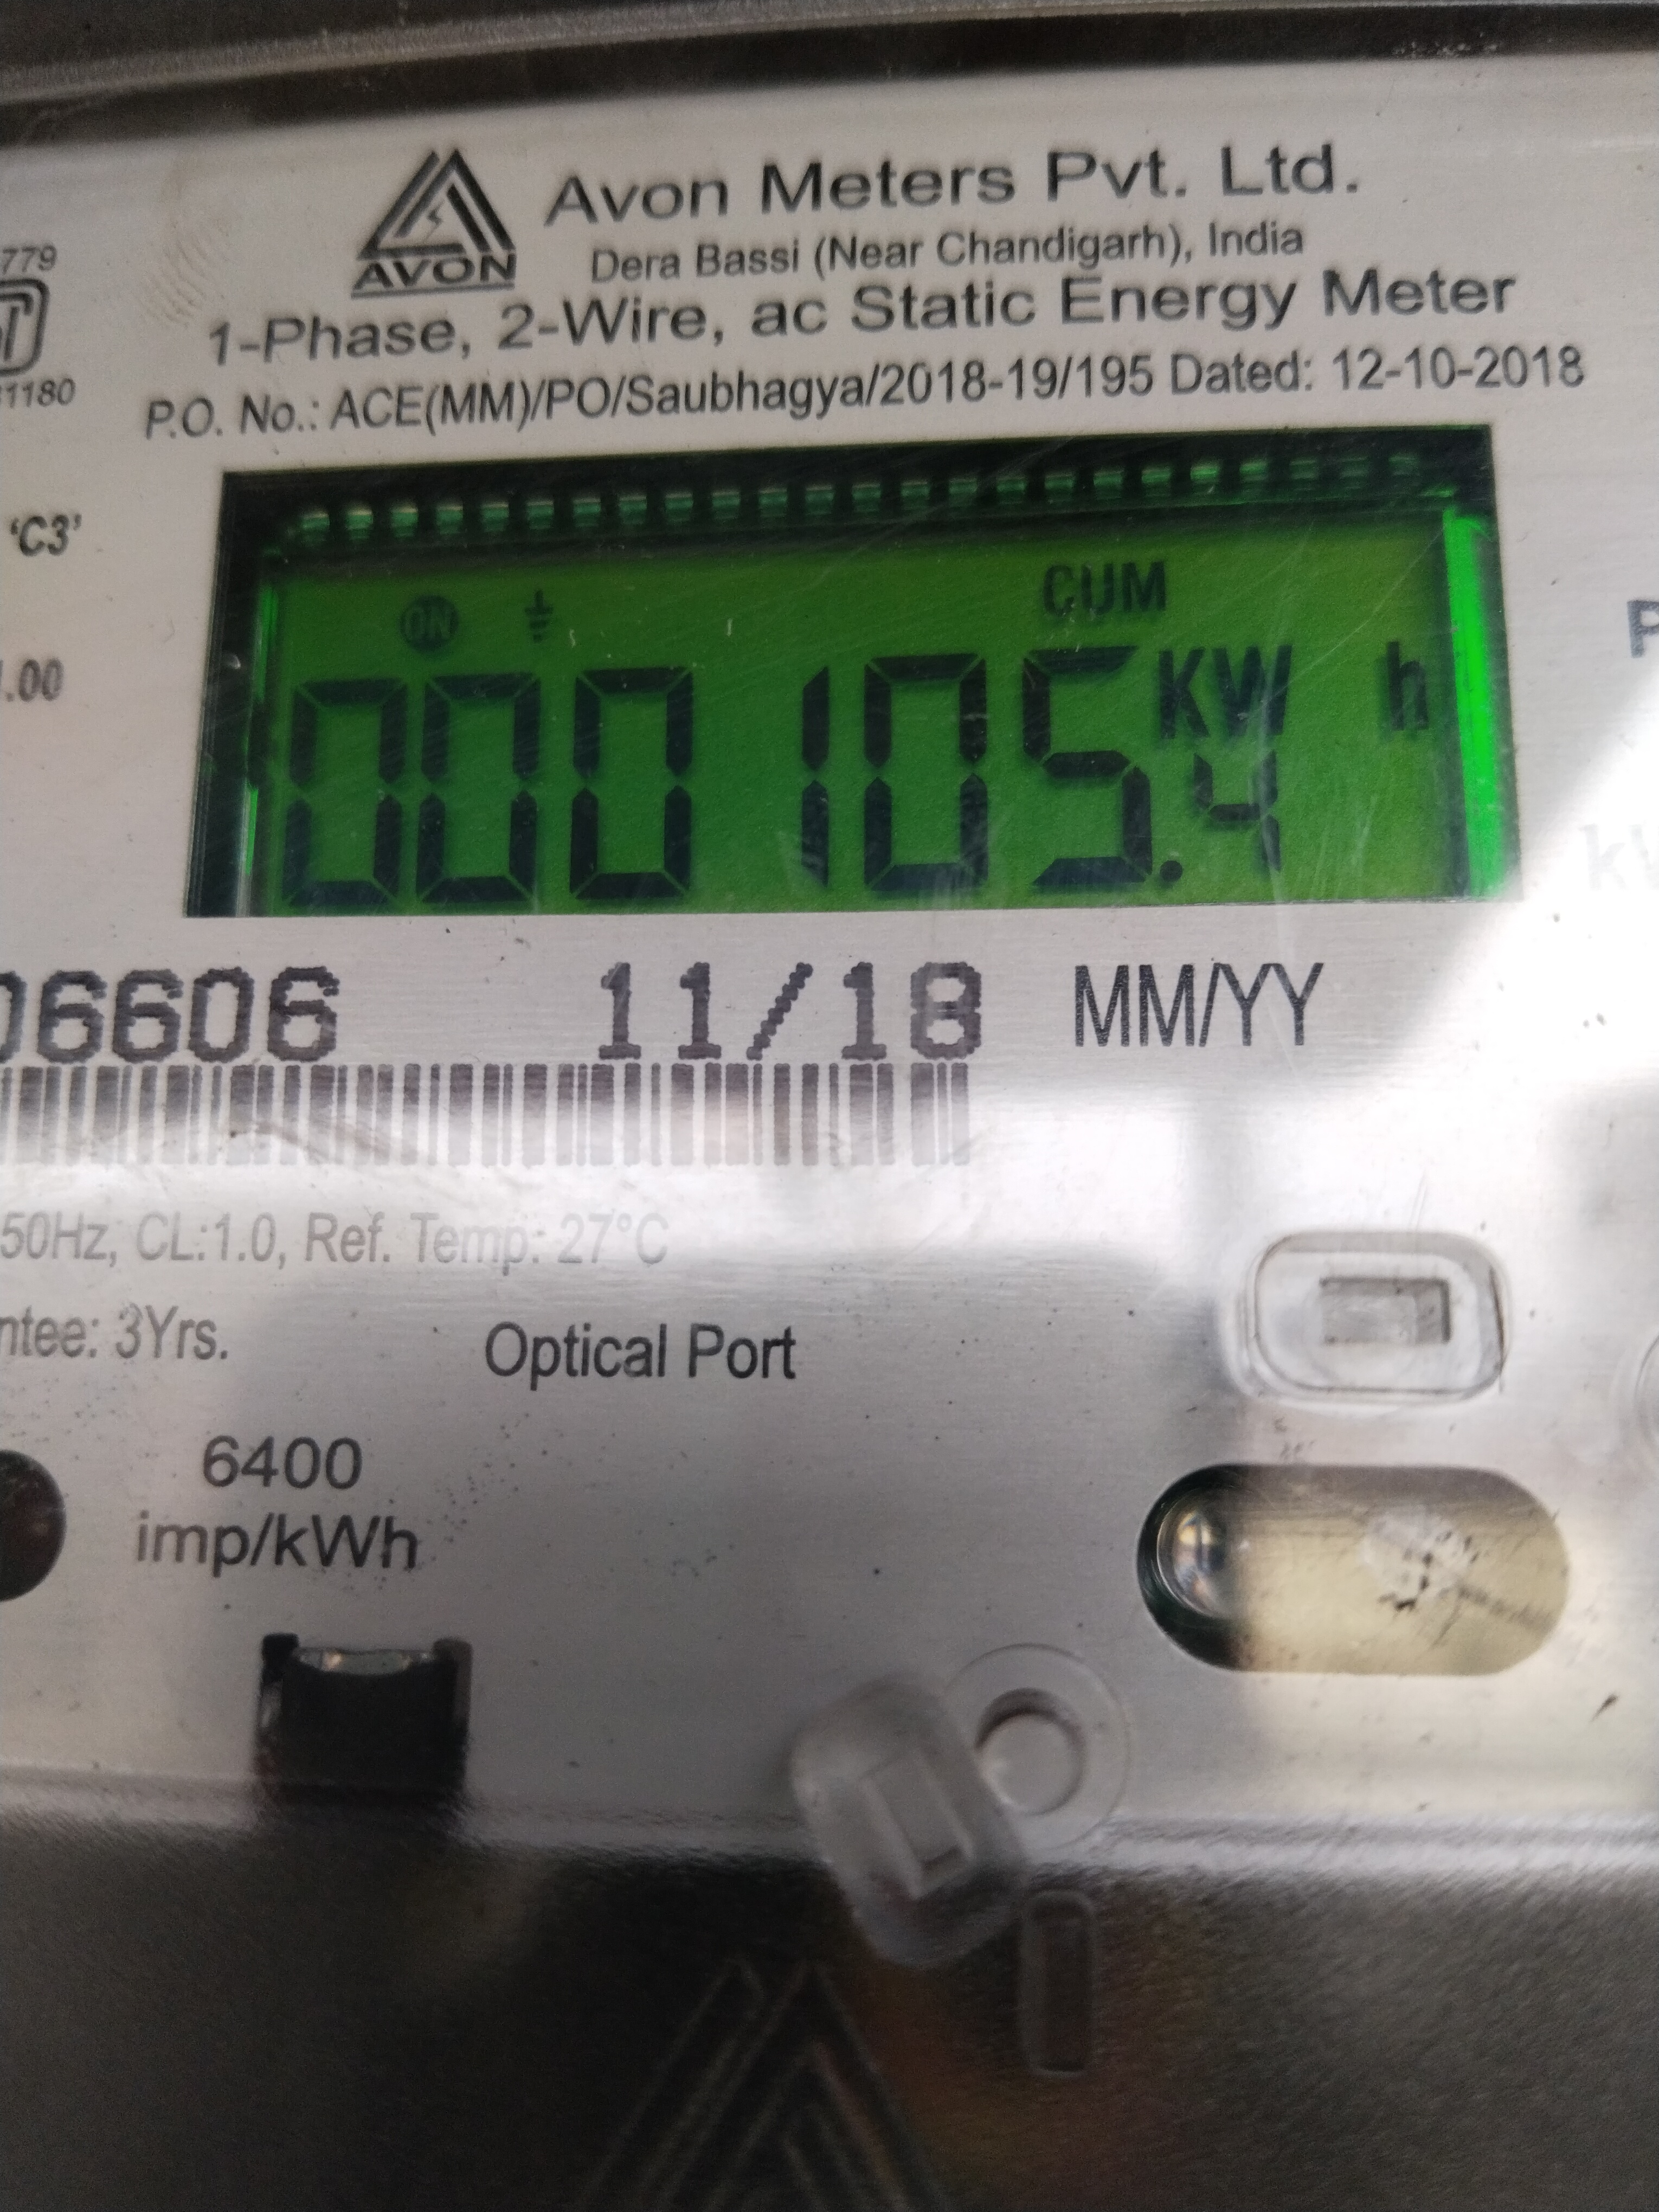 Avon Meters Pvt. Ltd.
AVON
Dera Bassi (Near Chandigarh), India
779
1-Phase, 2-Wire, ac Static Energy Meter
1180
P.O. No.: ACE(MM)/PO/Saubhagya/2018-19/195 Dated: 12-10-2018
'C3'
CUM
ON
.00
P
000105.4 KW h
06606 11/18 MM/YY
50Hz, CL:1.0, Ref. Temp: 27°C
ntee: 3Yrs.
Optical Port
6400
imp/kWh